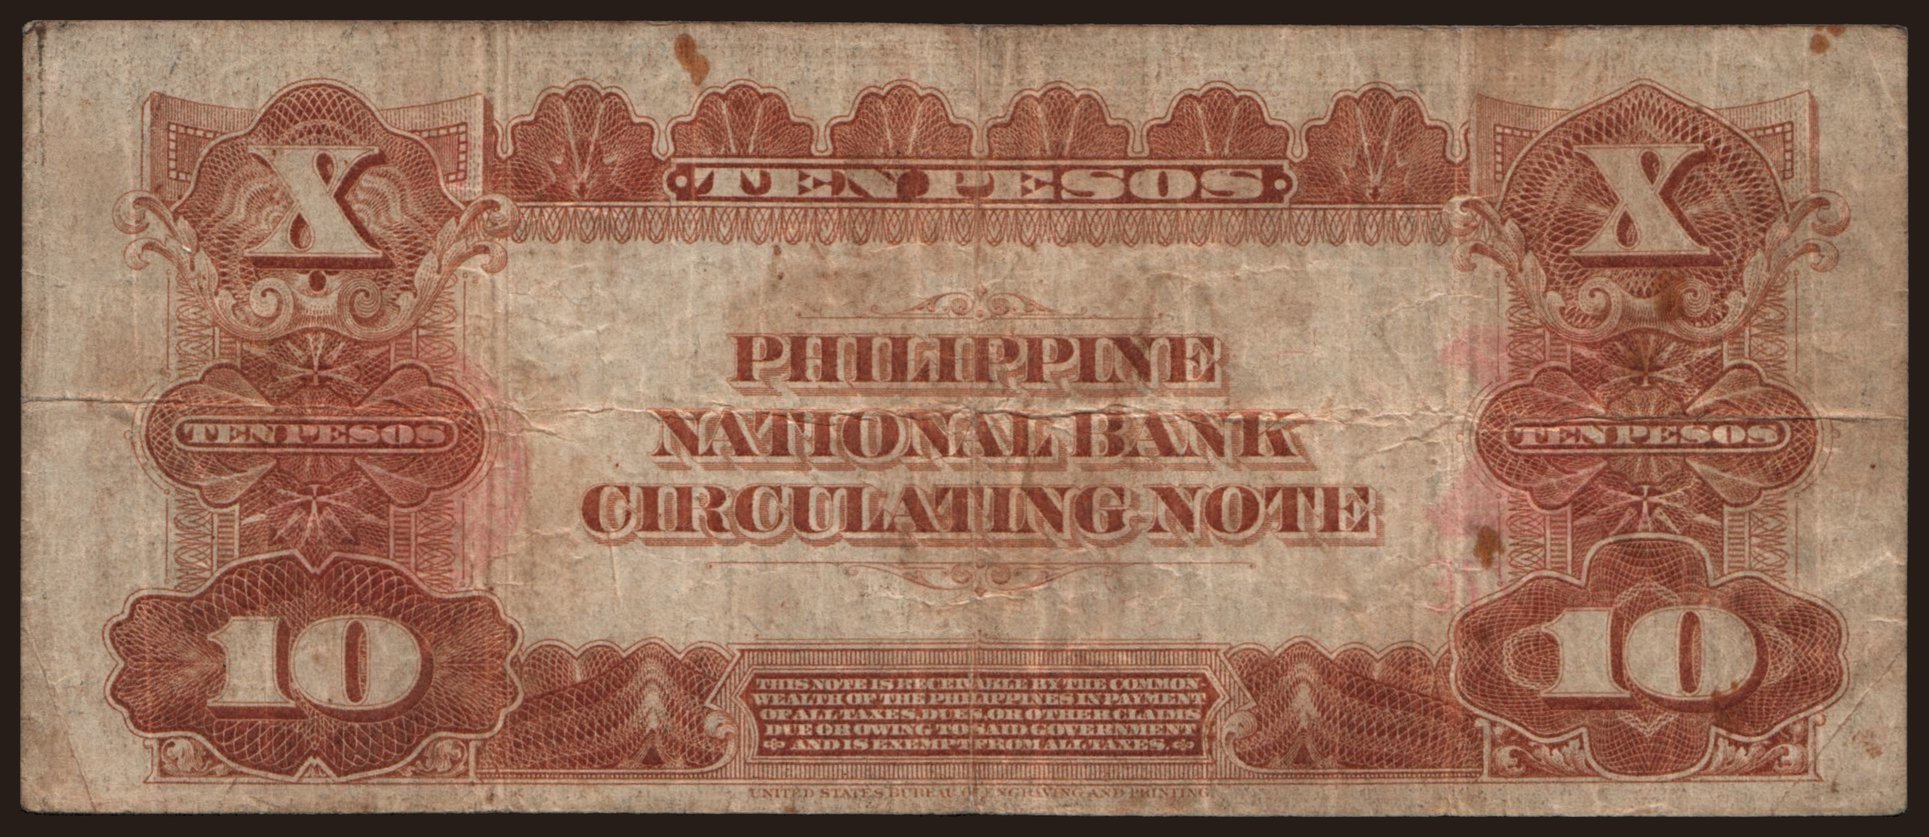 X TEN PESOS X
PHILIPPINE
TEN PESOS NATIONAL BANK TEN PESOS
CIRCULATING NOTE
10 10
THIS NOTE IS RECEIVABLE BY THE COMMON-
WEALTH OF THE PHILIPPINES IN PAYMENT
OF ALL TAXES, DUES, OR OTHER CLAIMS
DUE OR OWING TO SAID GOVERNMENT
AND IS EXEMPT FROM ALL TAXES.
UNITED STATES BUREAU OF ENGRAVING AND PRINTING